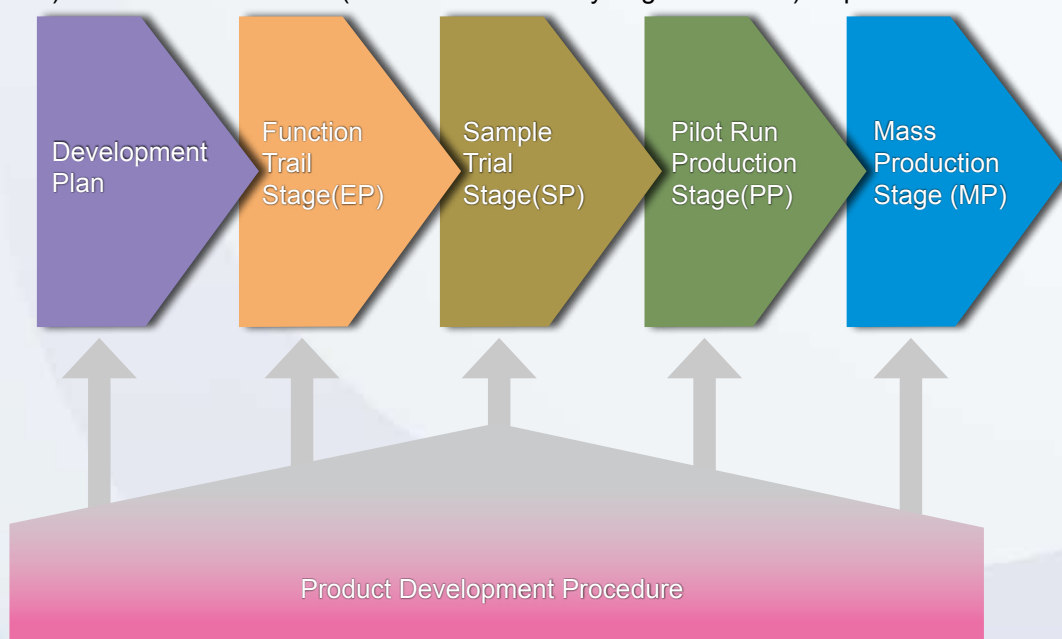 Development
Plan
Function
Trail
Stage(EP)
Sample
Trial
Stage(SP)
Pilot Run
Production
Stage(PP)
Mass
Production
Stage (MP)
Product Development Procedure